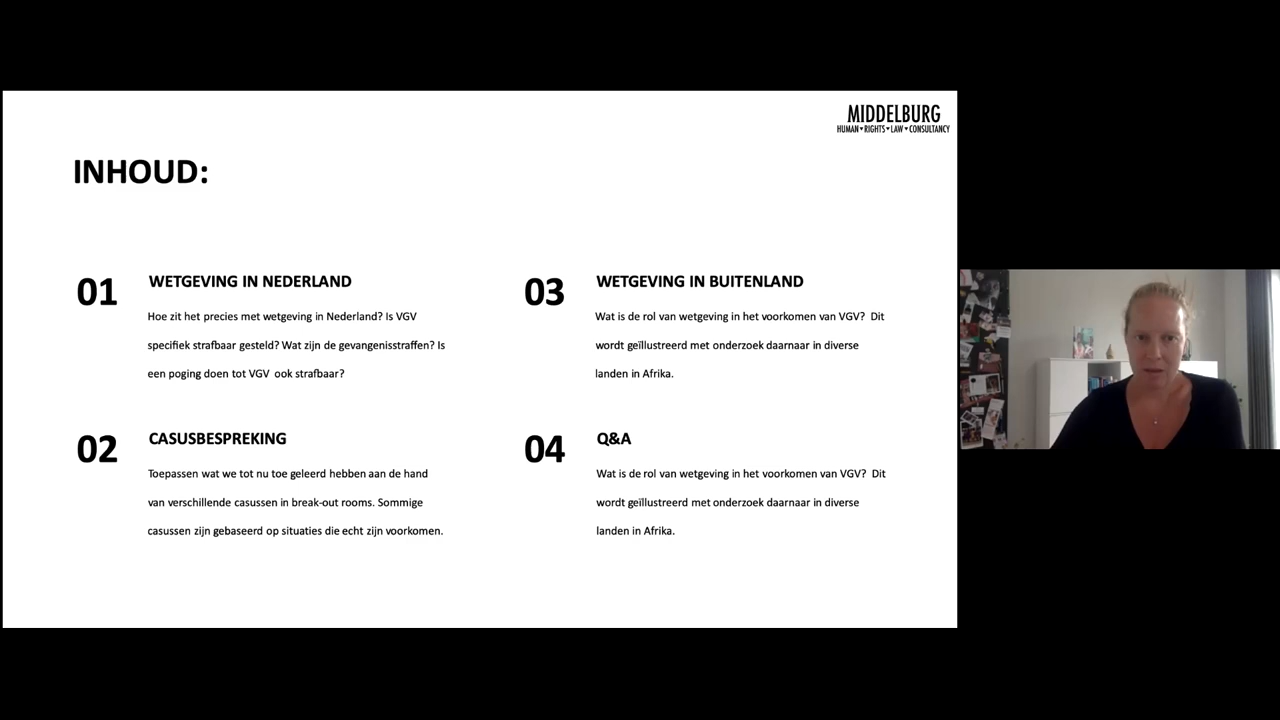 MIDDELBURG
HUMAN♥RIGHTS♥LAW♥CONSULTANCY
INHOUD:
01
WETGEVING IN NEDERLAND
Hoe zit het precies met wetgeving in Nederland? Is VGV
specifiek strafbaar gesteld? Wat zijn de gevangenisstraffen? Is
een poging doen tot VGV ook strafbaar?
02
CASUSBESPREKING
Toepassen wat we tot nu toe geleerd hebben aan de hand
van verschillende casussen in break-out rooms. Sommige
casussen zijn gebaseerd op situaties die echt zijn voorkomen.
03
WETGEVING IN BUITENLAND
Wat is de rol van wetgeving in het voorkomen van VGV? Dit
wordt geïllustreerd met onderzoek daarnaar in diverse
landen in Afrika.
04
Q&A
Wat is de rol van wetgeving in het voorkomen van VGV? Dit
wordt geïllustreerd met onderzoek daarnaar in diverse
landen in Afrika.